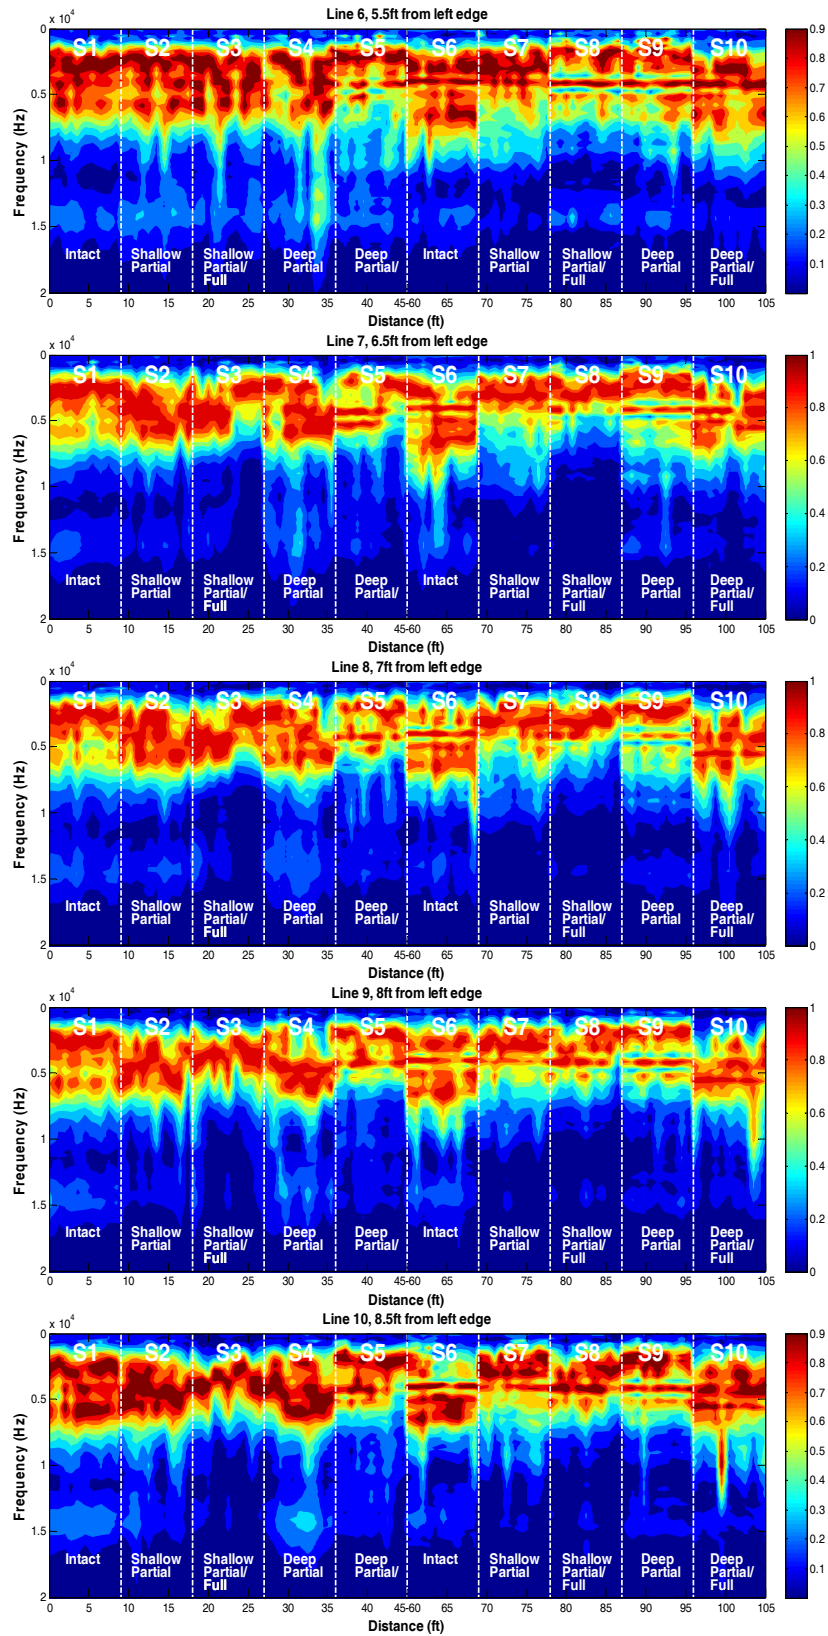 Line 6, 5.5ft from left edge
x 10⁴
S1 S2 S3 S4 S5 S6 S7 S8 S9 S10
0
0.5
1
1.5
2
Frequency (Hz)
Intact
Shallow Partial
Shallow Partial/ Full
Deep Partial
Deep Partial/
Intact
Shallow Partial
Shallow Partial/ Full
Deep Partial
Deep Partial/ Full
0 5 10 15 20 25 30 35 40 45-60 65 70 75 80 85 90 95 100 105
Distance (ft)
0.9
0.8
0.7
0.6
0.5
0.4
0.3
0.2
0.1
Line 7, 6.5ft from left edge
x 10⁴
S1 S2 S3 S4 S5 S6 S7 S8 S9 S10
0
0.5
1
1.5
2
Frequency (Hz)
Intact
Shallow Partial
Shallow Partial/ Full
Deep Partial
Deep Partial/
Intact
Shallow Partial
Shallow Partial/ Full
Deep Partial
Deep Partial/ Full
0 5 10 15 20 25 30 35 40 45-60 65 70 75 80 85 90 95 100 105
Distance (ft)
1
0.8
0.6
0.4
0.2
0
Line 8, 7ft from left edge
x 10⁴
S1 S2 S3 S4 S5 S6 S7 S8 S9 S10
0
0.5
1
1.5
2
Frequency (Hz)
Intact
Shallow Partial
Shallow Partial/ Full
Deep Partial
Deep Partial/
Intact
Shallow Partial
Shallow Partial/ Full
Deep Partial
Deep Partial/ Full
0 5 10 15 20 25 30 35 40 45-60 65 70 75 80 85 90 95 100 105
Distance (ft)
1
0.8
0.6
0.4
0.2
0
Line 9, 8ft from left edge
x 10⁴
S1 S2 S3 S4 S5 S6 S7 S8 S9 S10
0
0.5
1
1.5
2
Frequency (Hz)
Intact
Shallow Partial
Shallow Partial/ Full
Deep Partial
Deep Partial/
Intact
Shallow Partial
Shallow Partial/ Full
Deep Partial
Deep Partial/ Full
0 5 10 15 20 25 30 35 40 45-60 65 70 75 80 85 90 95 100 105
Distance (ft)
1
0.8
0.6
0.4
0.2
0
Line 10, 8.5ft from left edge
x 10⁴
S1 S2 S3 S4 S5 S6 S7 S8 S9 S10
0
0.5
1
1.5
2
Frequency (Hz)
Intact
Shallow Partial
Shallow Partial/ Full
Deep Partial
Deep Partial/
Intact
Shallow Partial
Shallow Partial/ Full
Deep Partial
Deep Partial/ Full
0 5 10 15 20 25 30 35 40 45-60 65 70 75 80 85 90 95 100 105
Distance (ft)
0.9
0.8
0.7
0.6
0.5
0.4
0.3
0.2
0.1